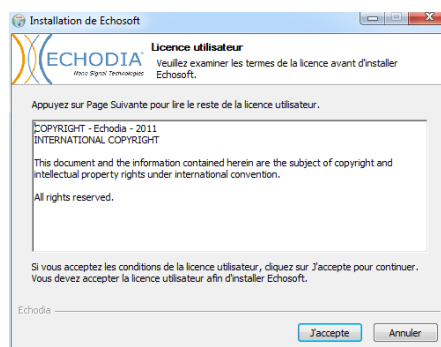 Installation de Echosoft
ECHODIA
Nano Signal Technologies
Licence utilisateur
Veuillez examiner les termes de la licence avant d'installer
Echosoft.
Appuyez sur Page Suivante pour lire le reste de la licence utilisateur.
COPYRIGHT - Echodia - 2011
INTERNATIONAL COPYRIGHT
This document and the information contained herein are the subject of copyright and
intellectual property rights under international convention.
All rights reserved.
Si vous acceptez les conditions de la licence utilisateur, cliquez sur J'accepte pour continuer.
Vous devez accepter la licence utilisateur afin d'installer Echosoft.
Echodia
J'accepte
Annuler